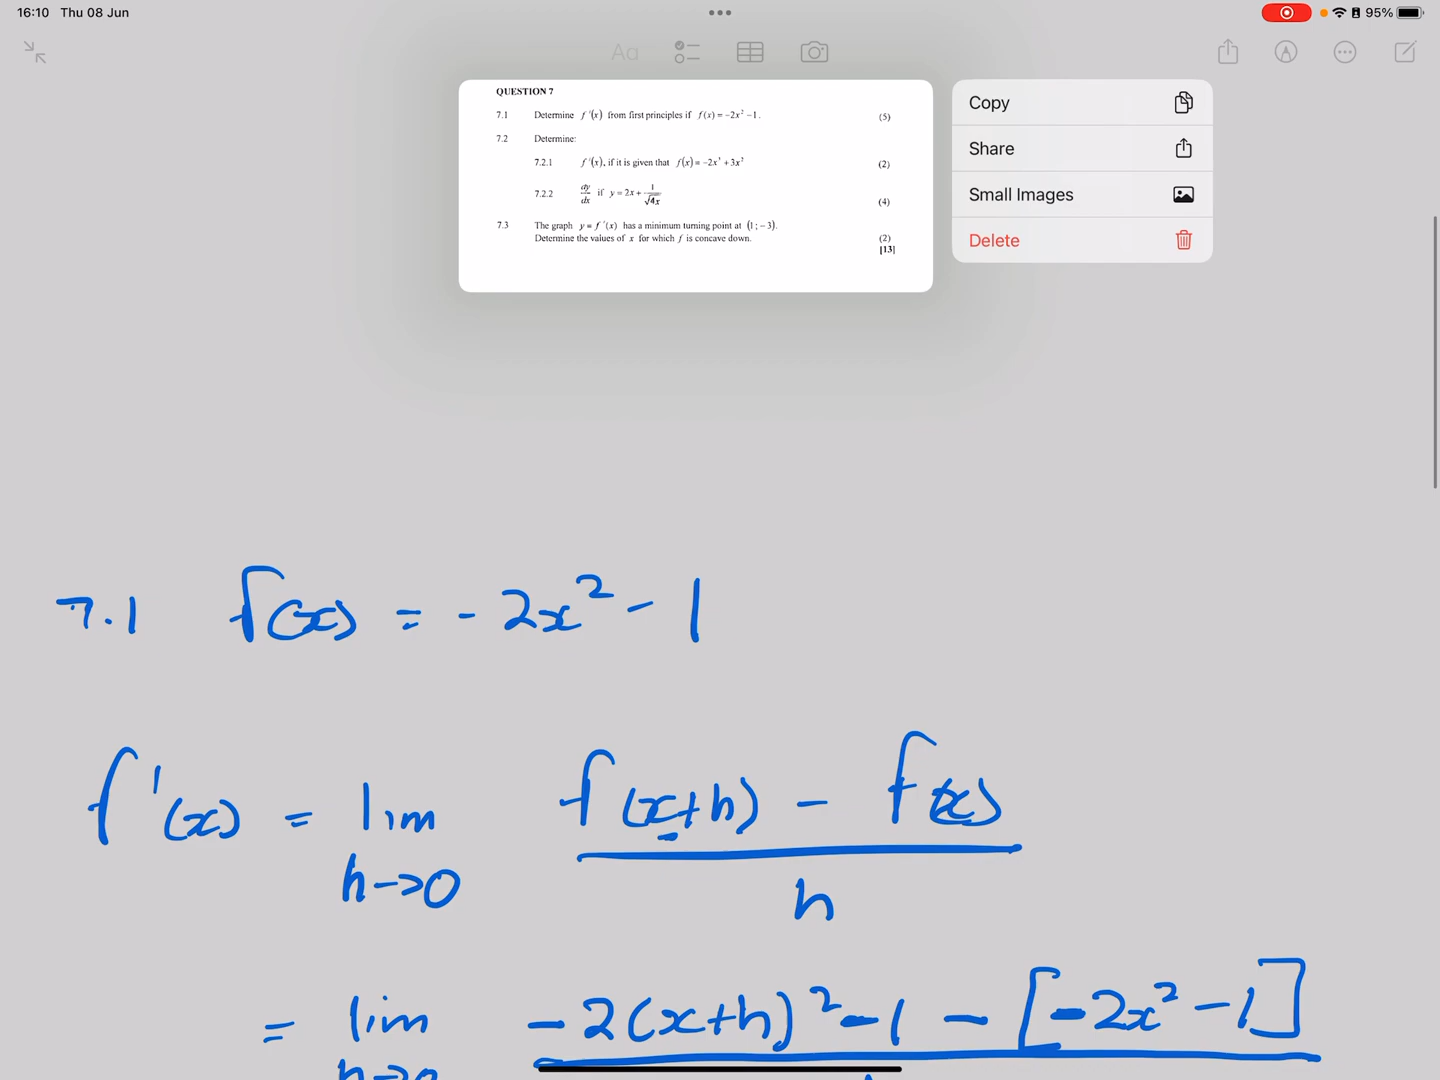 16:10 Thu 08 Jun
95%
Aa
QUESTION 7
7.1 Determine f '(x) from first principles if f(x) = -2x² -1. (5)
7.2 Determine:
7.2.1 f '(x), if it is given that f(x) = -2x³ + 3x² (2)
7.2.2 dy/dx if y = 2x + 1/√4x (4)
7.3 The graph y = f '(x) has a minimum turning point at (1 ; -3).
Determine the values of x for which f is concave down. (2)
[13]
Copy
Share
Small Images
Delete
7.1 f(x) = -2x² - 1
f'(x) = lim f(x+h) - f(x)
h→0 h
= lim -2(x+h)² -1 - [-2x² -1]
h→0